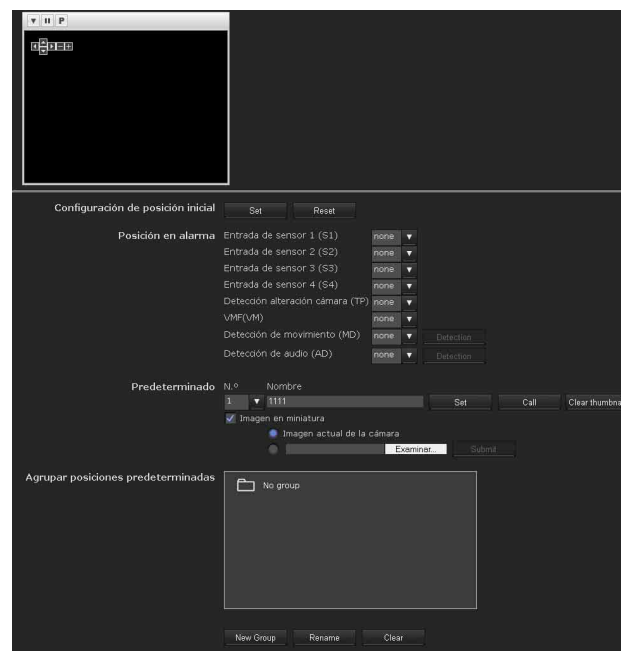 P
Configuración de posición inicial Set Reset
Posición en alarma Entrada de sensor 1 (S1) none
Entrada de sensor 2 (S2) none
Entrada de sensor 3 (S3) none
Entrada de sensor 4 (S4) none
Detección alteración cámara (TP) none
VMF(VM) none
Detección de movimiento (MD) none Detection
Detección de audio (AD) none Detection
Predeterminado N.º Nombre
1 1111 Set Call Clear thumbna
Imagen en miniatura
Imagen actual de la cámara
Examinar... Submit
Agrupar posiciones predeterminadas
No group
New Group Rename Clear